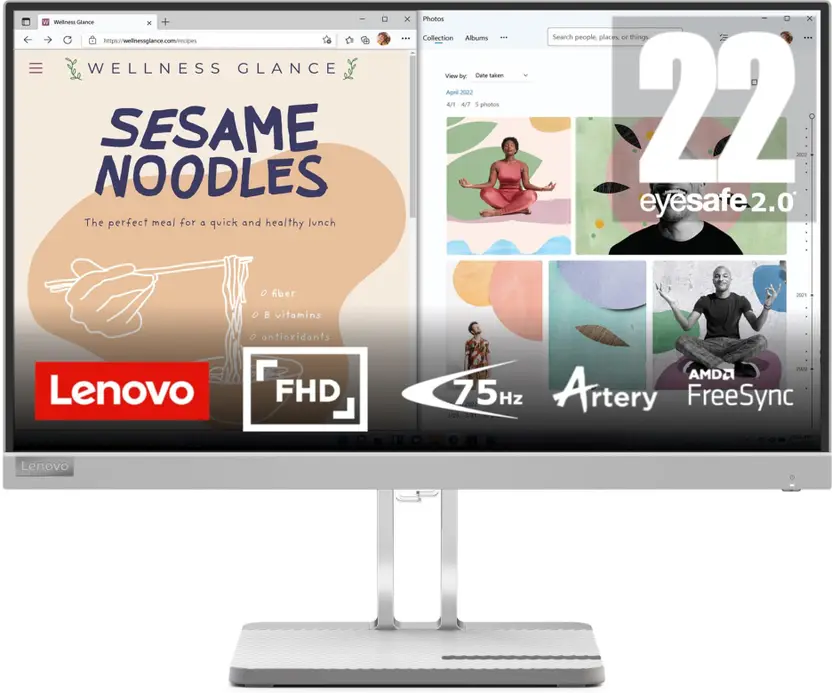 Wellness Glance
https://wellnessglance.com/recipes
WELLNESS GLANCE
SESAME
NOODLES
The perfect meal for a quick and healthy lunch
fiber
B vitamins
antioxidants
Photos
Collection Albums
Search people, places, or things...
View by: Date taken
April 2022
4/1 - 4/7 5 photos
2022
2021
22
eyesafe 2.0
Lenovo
FHD
75Hz
Artery
AMD
FreeSync
Lenovo